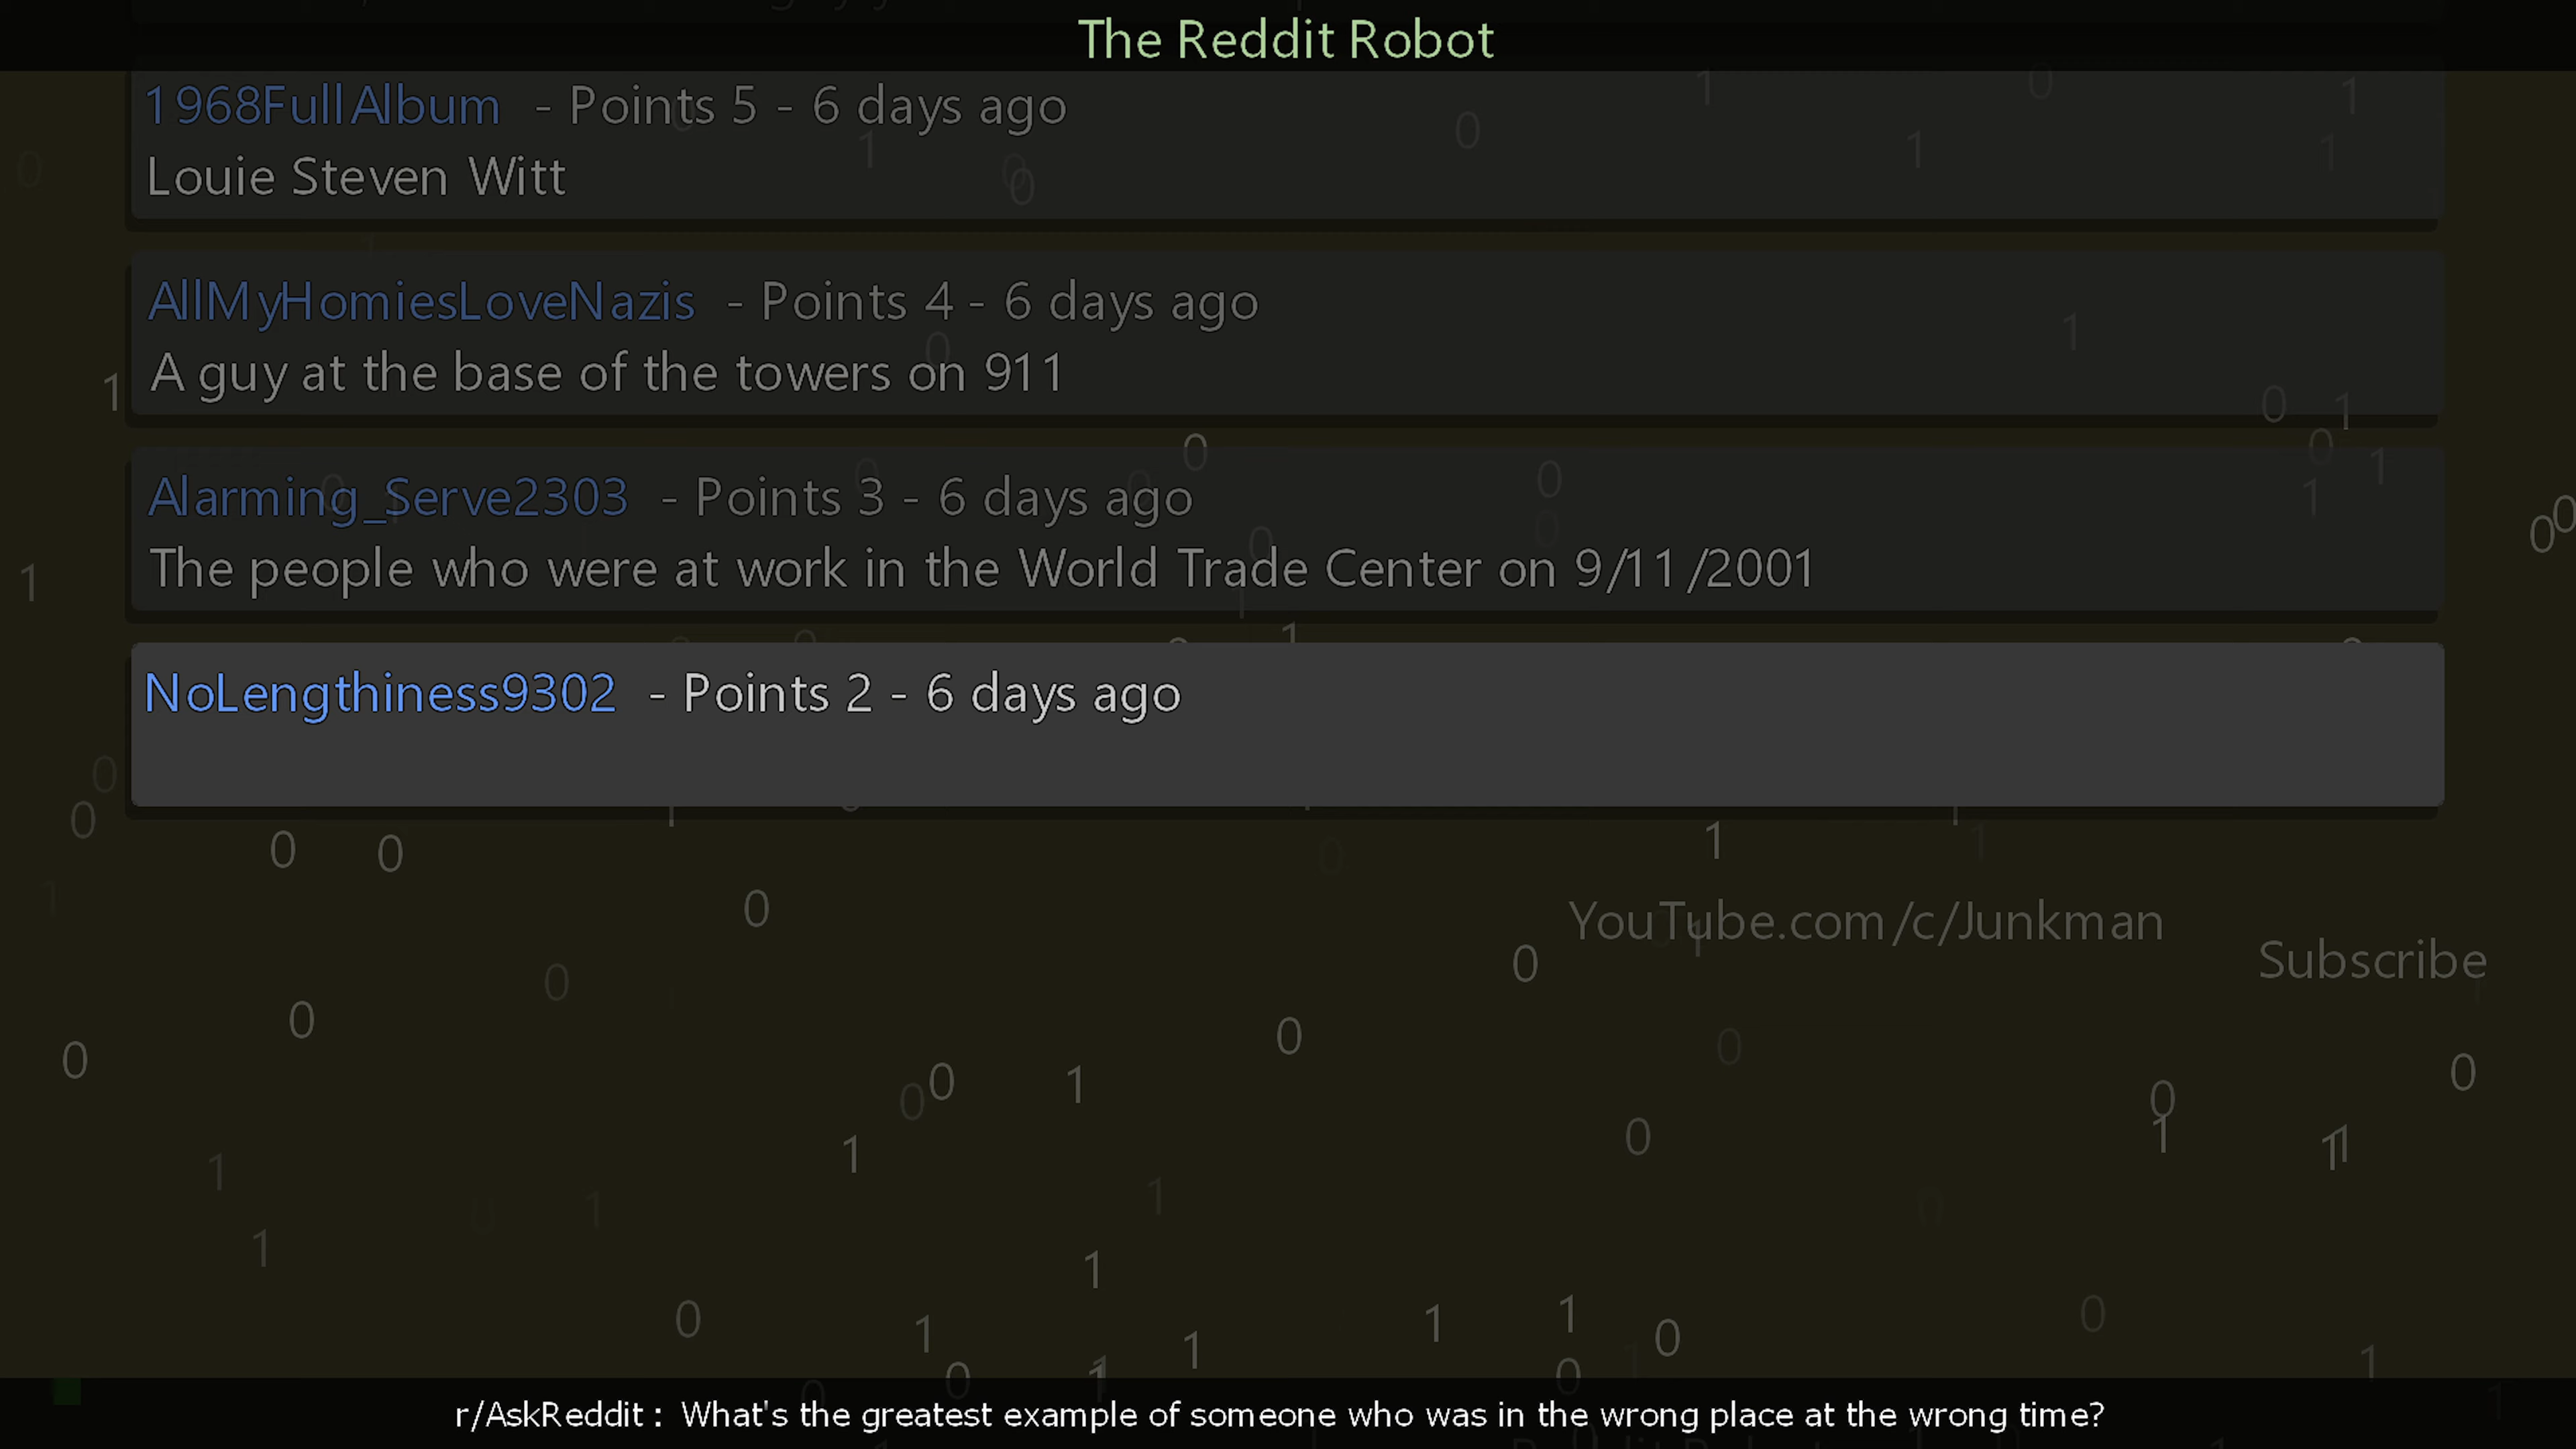 The Reddit Robot
1968FullAlbum - Points 5 - 6 days ago
Louie Steven Witt
AllMyHomiesLoveNazis - Points 4 - 6 days ago
A guy at the base of the towers on 911
Alarming_Serve2303 - Points 3 - 6 days ago
The people who were at work in the World Trade Center on 9/11/2001
NoLengthiness9302 - Points 2 - 6 days ago
YouTube.com/c/Junkman
Subscribe
r/AskReddit : What's the greatest example of someone who was in the wrong place at the wrong time?